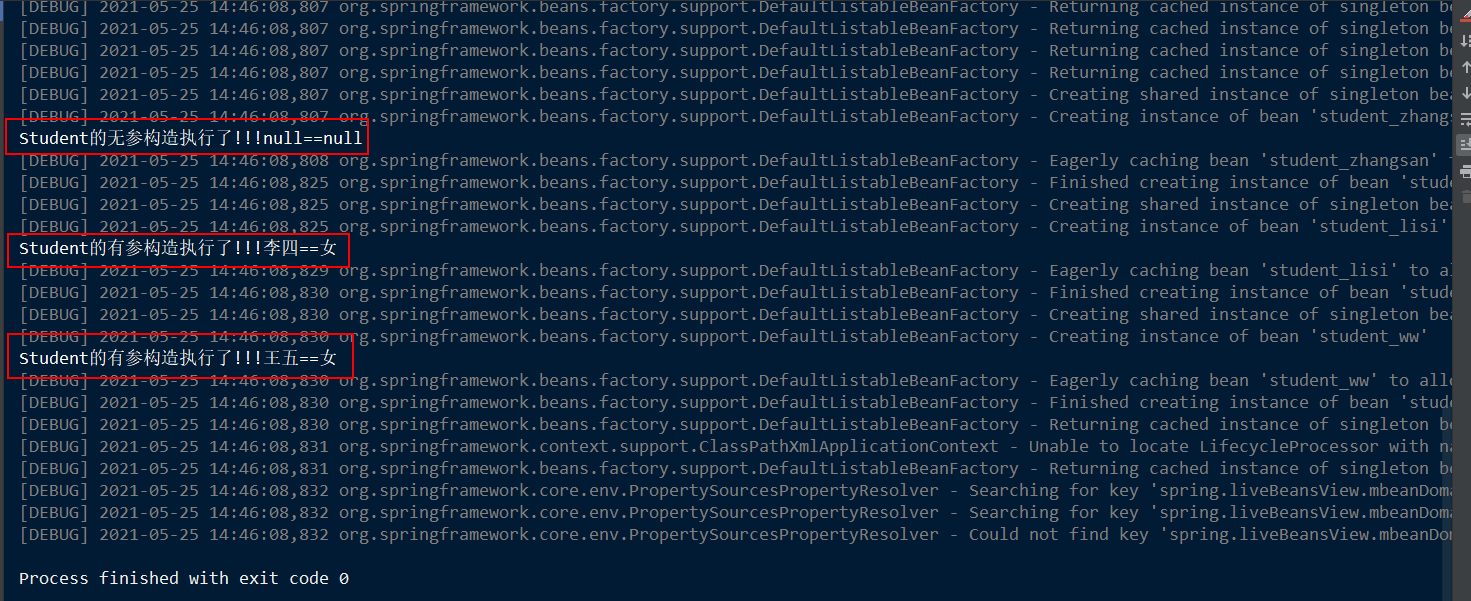 [DEBUG] 2021-05-25 14:46:08,807 org.springframework.beans.factory.support.DefaultListableBeanFactory - Returning cached instance of singleton be
[DEBUG] 2021-05-25 14:46:08,807 org.springframework.beans.factory.support.DefaultListableBeanFactory - Returning cached instance of singleton be
[DEBUG] 2021-05-25 14:46:08,807 org.springframework.beans.factory.support.DefaultListableBeanFactory - Returning cached instance of singleton be
[DEBUG] 2021-05-25 14:46:08,807 org.springframework.beans.factory.support.DefaultListableBeanFactory - Returning cached instance of singleton be
[DEBUG] 2021-05-25 14:46:08,807 org.springframework.beans.factory.support.DefaultListableBeanFactory - Creating shared instance of singleton bea
[DEBUG] 2021-05-25 14:46:08,807 org.springframework.beans.factory.support.DefaultListableBeanFactory - Creating instance of bean 'student_zhangs
Student的无参构造执行了!!!null==null
[DEBUG] 2021-05-25 14:46:08,808 org.springframework.beans.factory.support.DefaultListableBeanFactory - Eagerly caching bean 'student_zhangsan' t
[DEBUG] 2021-05-25 14:46:08,825 org.springframework.beans.factory.support.DefaultListableBeanFactory - Finished creating instance of bean 'stude
[DEBUG] 2021-05-25 14:46:08,825 org.springframework.beans.factory.support.DefaultListableBeanFactory - Creating shared instance of singleton bea
[DEBUG] 2021-05-25 14:46:08,825 org.springframework.beans.factory.support.DefaultListableBeanFactory - Creating instance of bean 'student_lisi'
Student的有参构造执行了!!!李四==女
[DEBUG] 2021-05-25 14:46:08,829 org.springframework.beans.factory.support.DefaultListableBeanFactory - Eagerly caching bean 'student_lisi' to al
[DEBUG] 2021-05-25 14:46:08,830 org.springframework.beans.factory.support.DefaultListableBeanFactory - Finished creating instance of bean 'stude
[DEBUG] 2021-05-25 14:46:08,830 org.springframework.beans.factory.support.DefaultListableBeanFactory - Creating shared instance of singleton bea
[DEBUG] 2021-05-25 14:46:08,830 org.springframework.beans.factory.support.DefaultListableBeanFactory - Creating instance of bean 'student_ww'
Student的有参构造执行了!!!王五==女
[DEBUG] 2021-05-25 14:46:08,830 org.springframework.beans.factory.support.DefaultListableBeanFactory - Eagerly caching bean 'student_ww' to allo
[DEBUG] 2021-05-25 14:46:08,830 org.springframework.beans.factory.support.DefaultListableBeanFactory - Finished creating instance of bean 'stude
[DEBUG] 2021-05-25 14:46:08,830 org.springframework.beans.factory.support.DefaultListableBeanFactory - Returning cached instance of singleton be
[DEBUG] 2021-05-25 14:46:08,831 org.springframework.context.support.ClassPathXmlApplicationContext - Unable to locate LifecycleProcessor with na
[DEBUG] 2021-05-25 14:46:08,831 org.springframework.beans.factory.support.DefaultListableBeanFactory - Returning cached instance of singleton be
[DEBUG] 2021-05-25 14:46:08,832 org.springframework.core.env.PropertySourcesPropertyResolver - Searching for key 'spring.liveBeansView.mbeanDoma
[DEBUG] 2021-05-25 14:46:08,832 org.springframework.core.env.PropertySourcesPropertyResolver - Searching for key 'spring.liveBeansView.mbeanDoma
[DEBUG] 2021-05-25 14:46:08,832 org.springframework.core.env.PropertySourcesPropertyResolver - Could not find key 'spring.liveBeansView.mbeanDom
Process finished with exit code 0